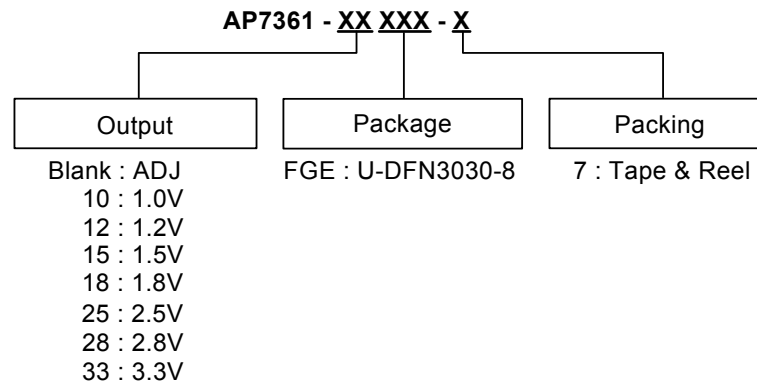 AP7361 - XX XXX - X
Output
Package
Packing
Blank : ADJ
FGE : U-DFN3030-8
7 : Tape & Reel
10 : 1.0V
12 : 1.2V
15 : 1.5V
18 : 1.8V
25 : 2.5V
28 : 2.8V
33 : 3.3V